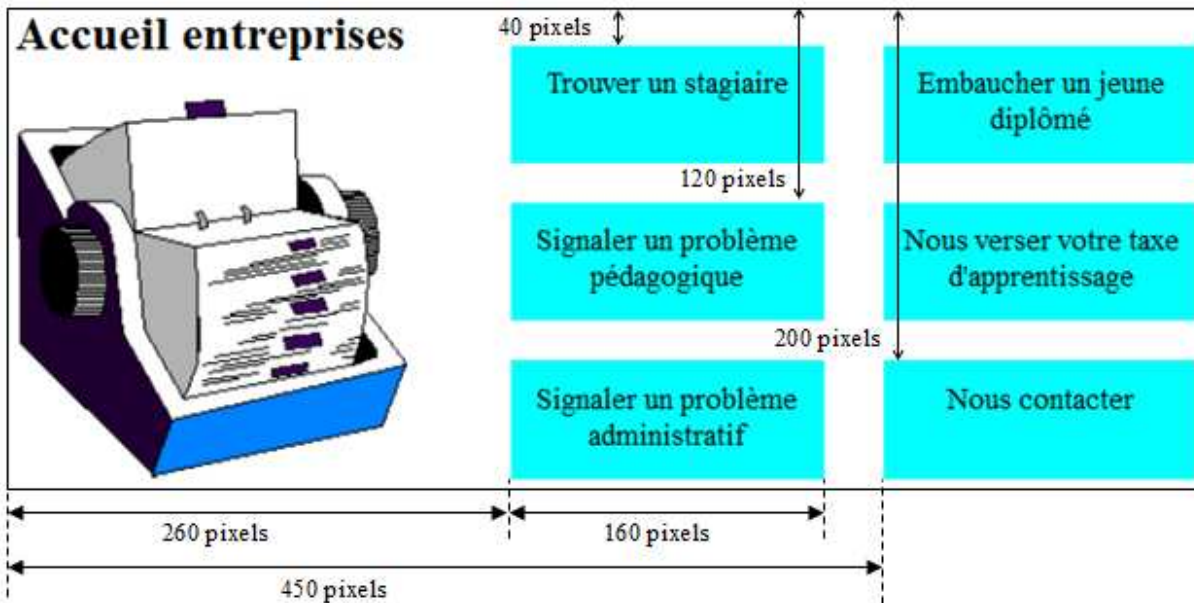 Accueil entreprises
40 pixels
Trouver un stagiaire
Embaucher un jeune
diplômé
120 pixels
Signaler un problème
pédagogique
Nous verser votre taxe
d'apprentissage
200 pixels
Signaler un problème
administratif
Nous contacter
260 pixels
160 pixels
450 pixels